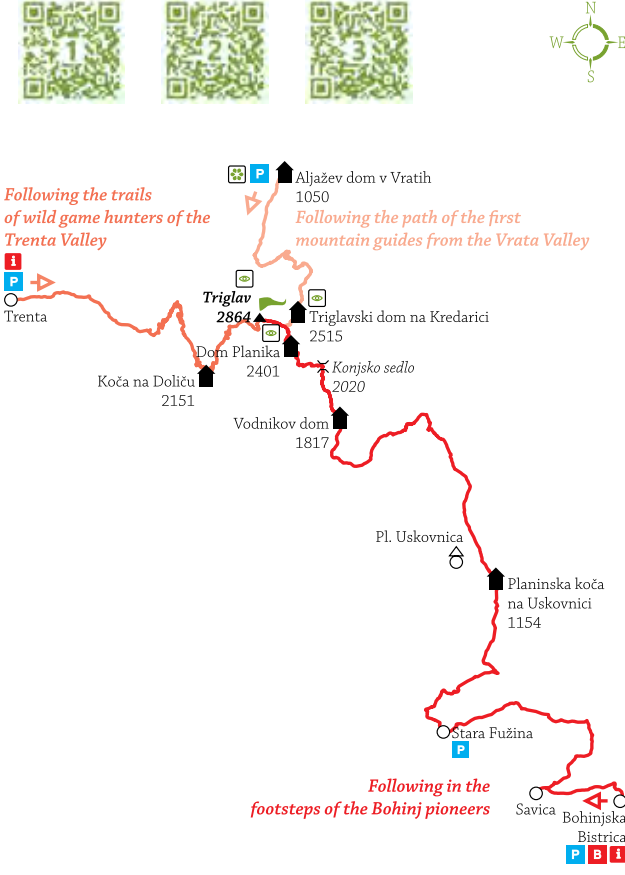 1
2
3
N
W
E
S
Aljažev dom v Vratih
1050
Following the trails
of wild game hunters of the
Trenta Valley
Following the path of the first
mountain guides from the Vrata Valley
P
i
P
Trenta
Triglav
2864
Triglavski dom na Kredarici
2515
Dom Planika
2401
Konjsko sedlo
2020
Koča na Doliču
2151
Vodnikov dom
1817
Pl. Uskovnica
Planinska koča
na Uskovnici
1154
Stara Fužina
P
Following in the
footsteps of the Bohinj pioneers
Savica
Bohinjska
Bistrica
P B i